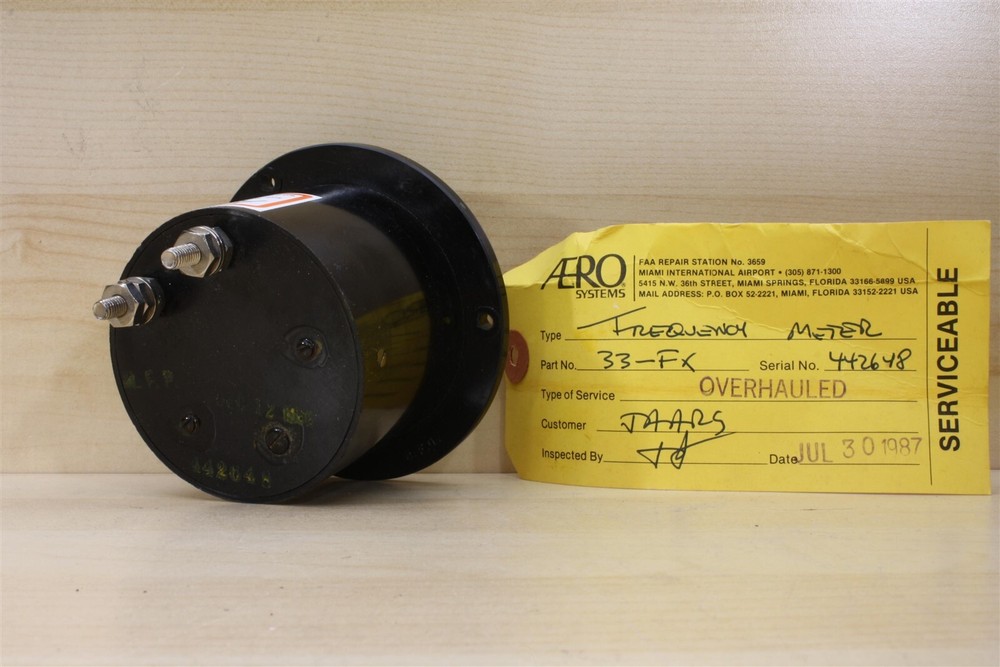 ÆRO
SYSTEMS
FAA REPAIR STATION No. 3659
MIAMI INTERNATIONAL AIRPORT • (305) 871-1300
5415 N.W. 36th STREET, MIAMI SPRINGS, FLORIDA 33166-5899 USA
MAIL ADDRESS: P.O. BOX 52-2221, MIAMI, FLORIDA 33152-2221 USA
Type FREQUENCY METER
Part No. 33-FX Serial No. 442648
Type of Service OVERHAULED
Customer JAARS
Inspected By Date JUL 30 1987
SERVICEABLE